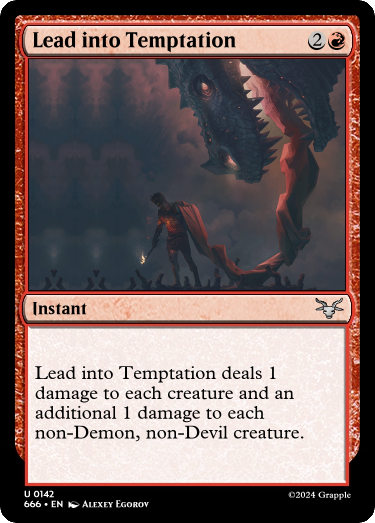 Lead into Temptation 2
Instant
Lead into Temptation deals 1
damage to each creature and an
additional 1 damage to each
non-Demon, non-Devil creature.
U 0142
666 • EN Alexey Egorov
©2024 Grapple